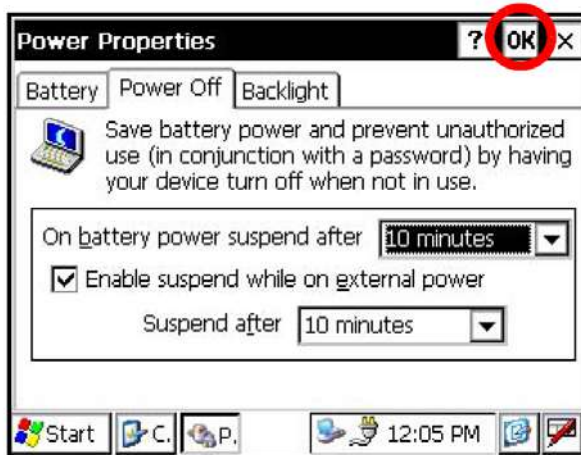 Power Properties ? OK ×
Battery Power Off Backlight
Save battery power and prevent unauthorized
use (in conjunction with a password) by having
your device turn off when not in use.
On battery power suspend after 10 minutes
Enable suspend while on external power
Suspend after 10 minutes
Start C. P. 12:05 PM